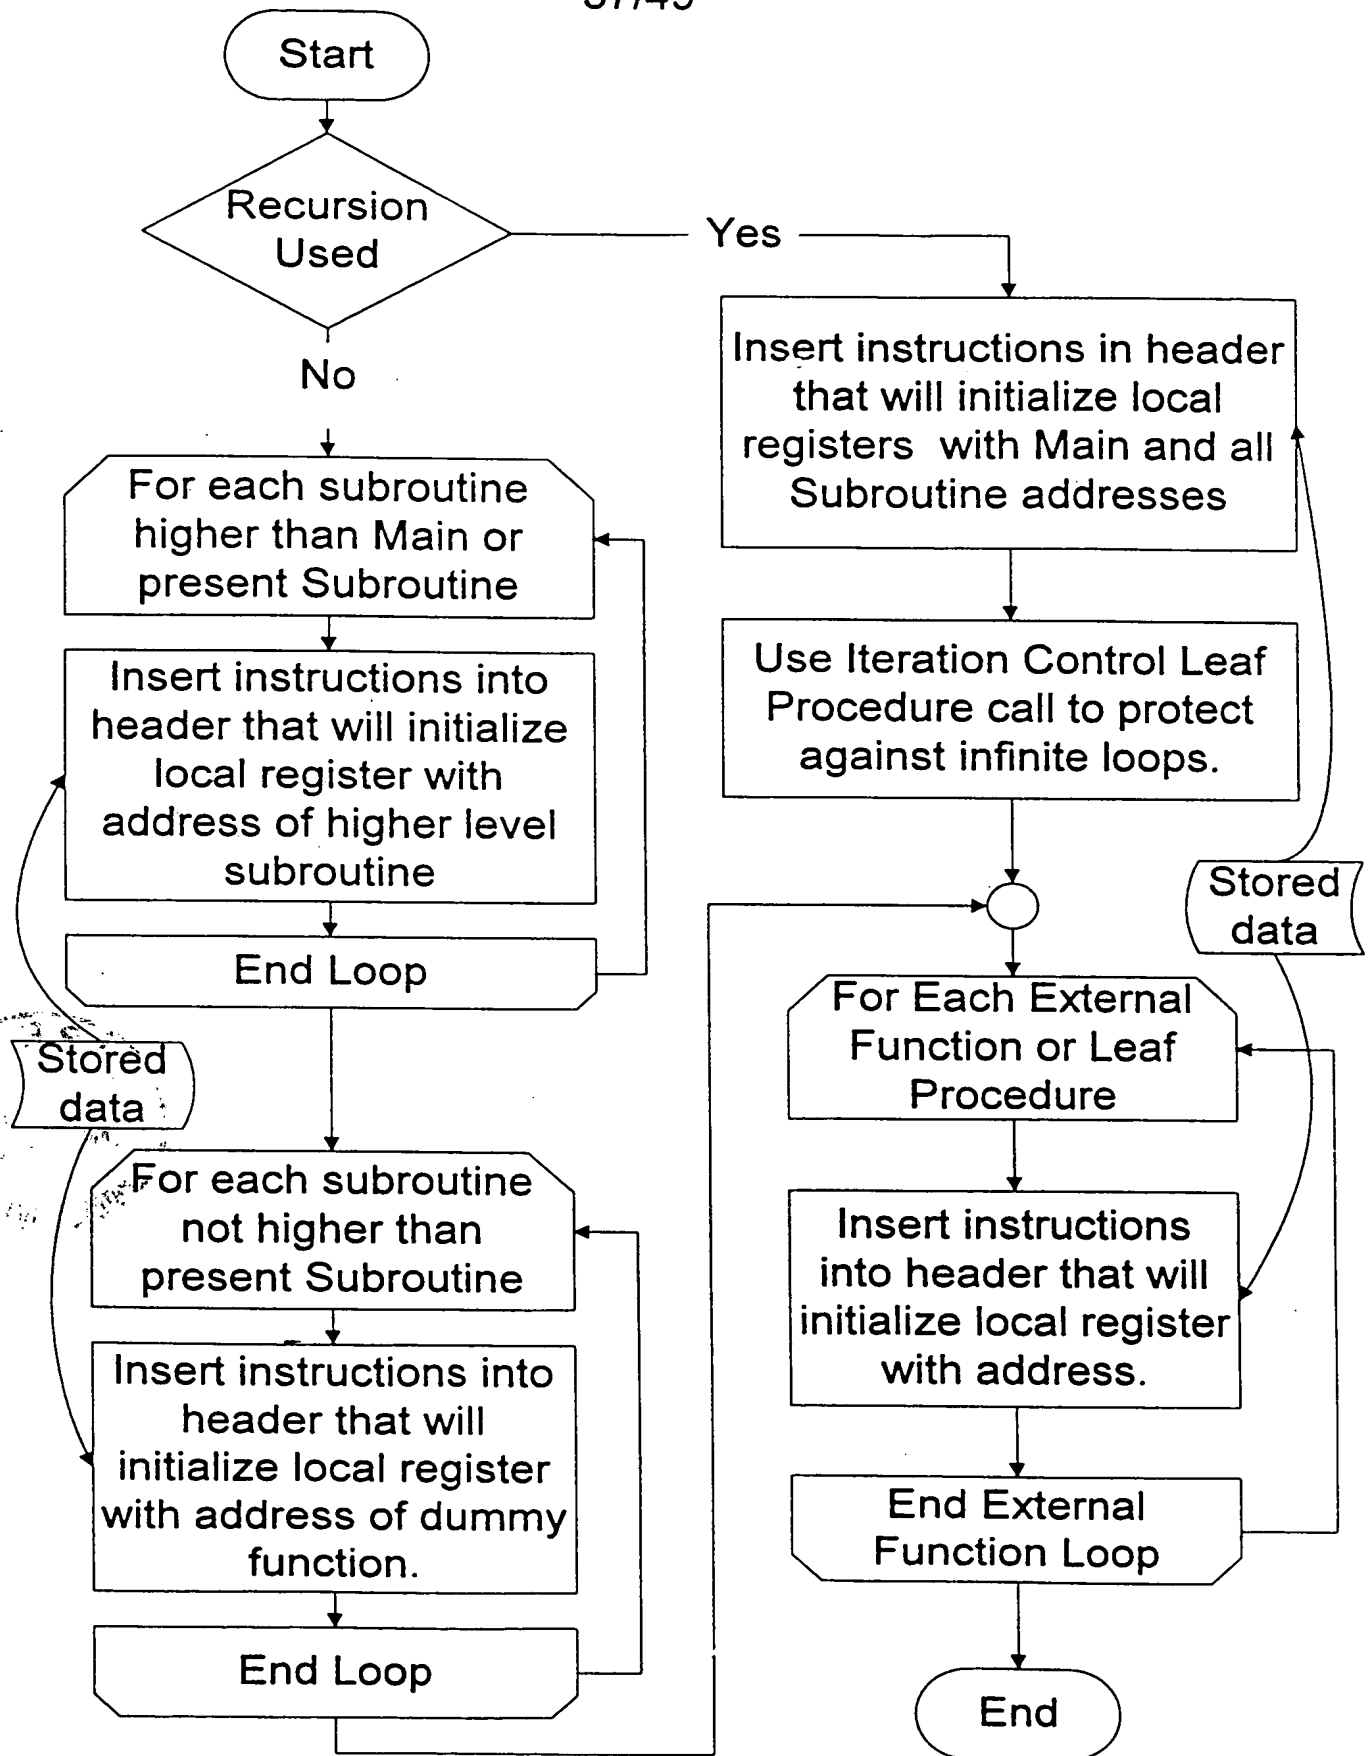 37/49
Start
Recursion
Used
Yes
No
For each subroutine
higher than Main or
present Subroutine
Insert instructions into
header that will initialize
local register with
address of higher level
subroutine
End Loop
Stored
data
For each subroutine
not higher than
present Subroutine
Insert instructions into
header that will
initialize local register
with address of dummy
function.
End Loop
Insert instructions in header
that will initialize local
registers with Main and all
Subroutine addresses
Use Iteration Control Leaf
Procedure call to protect
against infinite loops.
Stored
data
For Each External
Function or Leaf
Procedure
Insert instructions
into header that will
initialize local register
with address.
End External
Function Loop
End